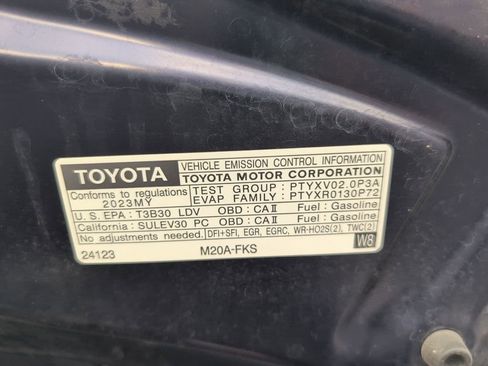 TOYOTA VEHICLE EMISSION CONTROL INFORMATION
TOYOTA MOTOR CORPORATION
Conforms to regulations TEST GROUP : PTYXV02.0P3A
2023MY EVAP FAMILY : PTYXR0130P72
U.S. EPA : T3B30 LDV OBD : CAⅡ Fuel : Gasoline
California : SULEV30 PC OBD : CAⅡ Fuel : Gasoline
No adjustments needed. DFI+SFI, EGR, EGRC, WR-HO2S(2), TWC(2)
24123 M20A-FKS W8